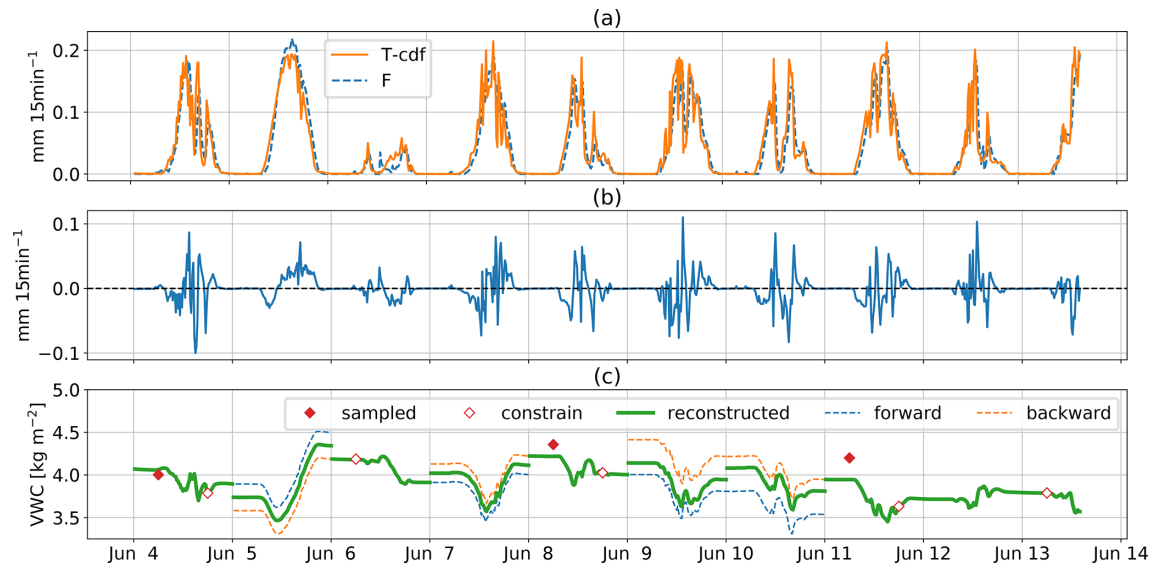 (a)
0.2
0.1
0.0
mm 15min⁻¹
T-cdf
F
(b)
0.1
0.0
−0.1
mm 15min⁻¹
(c)
5.0
4.5
4.0
3.5
VWC [kg m⁻²]
sampled constrain reconstructed forward backward
Jun 4 Jun 5 Jun 6 Jun 7 Jun 8 Jun 9 Jun 10 Jun 11 Jun 12 Jun 13 Jun 14